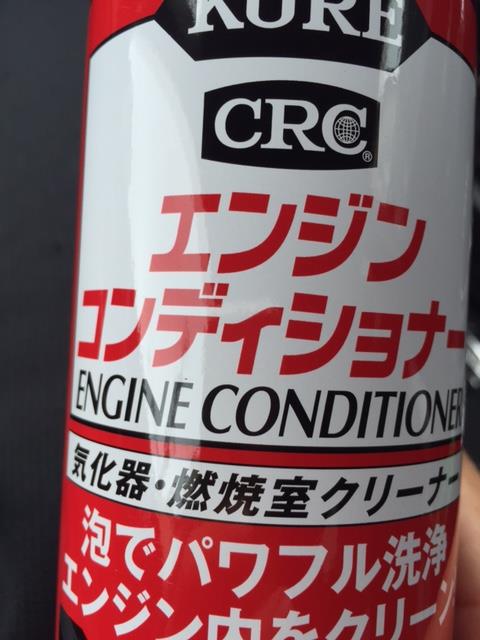 KURE
CRC®
エンジン
コンディショナー
ENGINE CONDITIONER
気化器・燃焼室クリーナー
泡でパワフル洗浄
エンジン内をクリーン